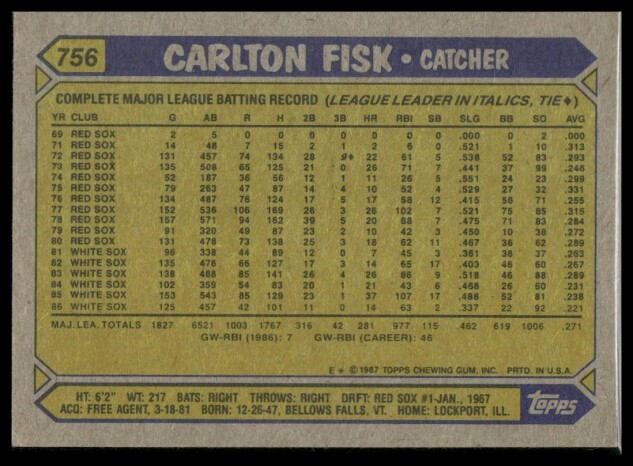 756 CARLTON FISK • CATCHER
COMPLETE MAJOR LEAGUE BATTING RECORD (LEAGUE LEADER IN ITALICS, TIE♦)
YR CLUB G AB R H 2B 3B HR RBI SB SLG BB SO AVG
69 RED SOX 2 5 0 0 0 0 0 0 0 .000 0 2 .000
71 RED SOX 14 48 7 15 2 1 2 6 0 .521 1 10 .313
72 RED SOX 131 457 74 134 28 9♦ 22 61 5 .538 52 83 .293
73 RED SOX 135 508 65 125 21 0 26 71 7 .441 37 99 .246
74 RED SOX 52 187 36 56 12 1 11 26 5 .551 24 23 .299
75 RED SOX 79 263 47 87 14 4 10 52 4 .529 27 32 .331
76 RED SOX 134 487 76 124 17 5 17 58 12 .415 56 71 .255
77 RED SOX 152 536 106 169 26 3 26 102 7 .521 75 85 .315
78 RED SOX 157 571 94 162 39 5 20 88 7 .475 71 83 .284
79 RED SOX 91 320 49 87 23 2 10 42 3 .450 10 38 .272
80 RED SOX 131 478 73 138 25 3 18 62 11 .467 36 62 .289
81 WHITE SOX 96 338 44 89 12 0 7 45 3 .361 38 37 .263
82 WHITE SOX 135 476 66 127 17 3 14 65 17 .403 46 60 .267
83 WHITE SOX 138 488 85 141 26 4 26 86 9 .518 46 88 .289
84 WHITE SOX 102 359 54 83 20 1 21 43 6 .468 26 60 .231
85 WHITE SOX 153 543 85 129 23 1 37 107 17 .488 52 81 .238
86 WHITE SOX 125 457 42 101 11 0 14 63 2 .337 22 92 .221
MAJ. LEA. TOTALS 1827 6521 1003 1767 316 42 281 977 115 .462 619 1006 .271
GW-RBI (1986): 7 GW-RBI (CAREER): 46
E * © 1987 TOPPS CHEWING GUM, INC. PRTD. IN U.S.A.
HT: 6'2" WT: 217 BATS: RIGHT THROWS: RIGHT DRFT: RED SOX #1-JAN., 1967
ACQ: FREE AGENT, 3-18-81 BORN: 12-26-47, BELLOWS FALLS, VT. HOME: LOCKPORT, ILL.
topps